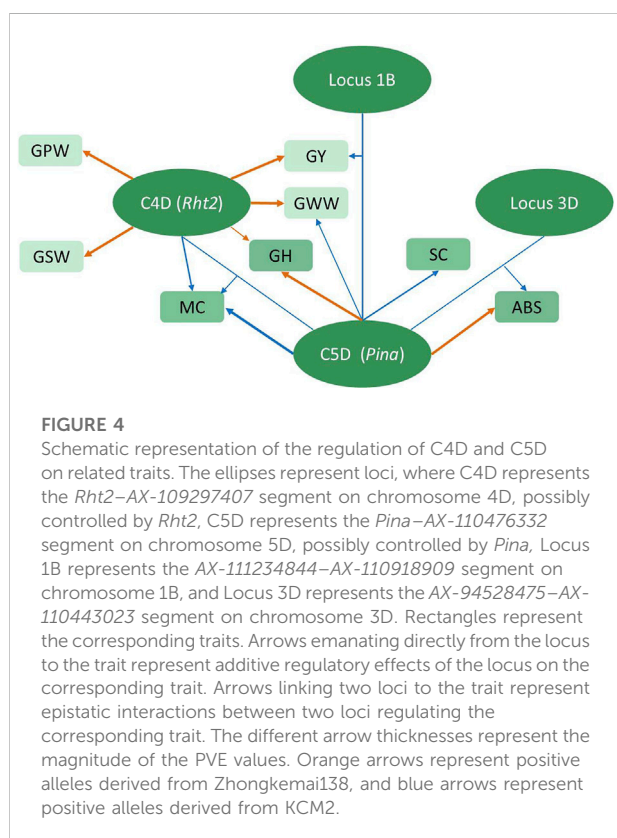 Locus 1B
GPW
GY
C4D (Rht2)
GWW
Locus 3D
GSW
GH
SC
MC
ABS
C5D (Pina)
FIGURE 4
Schematic representation of the regulation of C4D and C5D
on related traits. The ellipses represent loci, where C4D represents
the Rht2–AX-109297407 segment on chromosome 4D, possibly
controlled by Rht2, C5D represents the Pina–AX-110476332
segment on chromosome 5D, possibly controlled by Pina, Locus
1B represents the AX-111234844–AX-110918909 segment on
chromosome 1B, and Locus 3D represents the AX-94528475–AX-
110443023 segment on chromosome 3D. Rectangles represent
the corresponding traits. Arrows emanating directly from the locus
to the trait represent additive regulatory effects of the locus on the
corresponding trait. Arrows linking two loci to the trait represent
epistatic interactions between two loci regulating the
corresponding trait. The different arrow thicknesses represent the
magnitude of the PVE values. Orange arrows represent positive
alleles derived from Zhongkemai138, and blue arrows represent
positive alleles derived from KCM2.